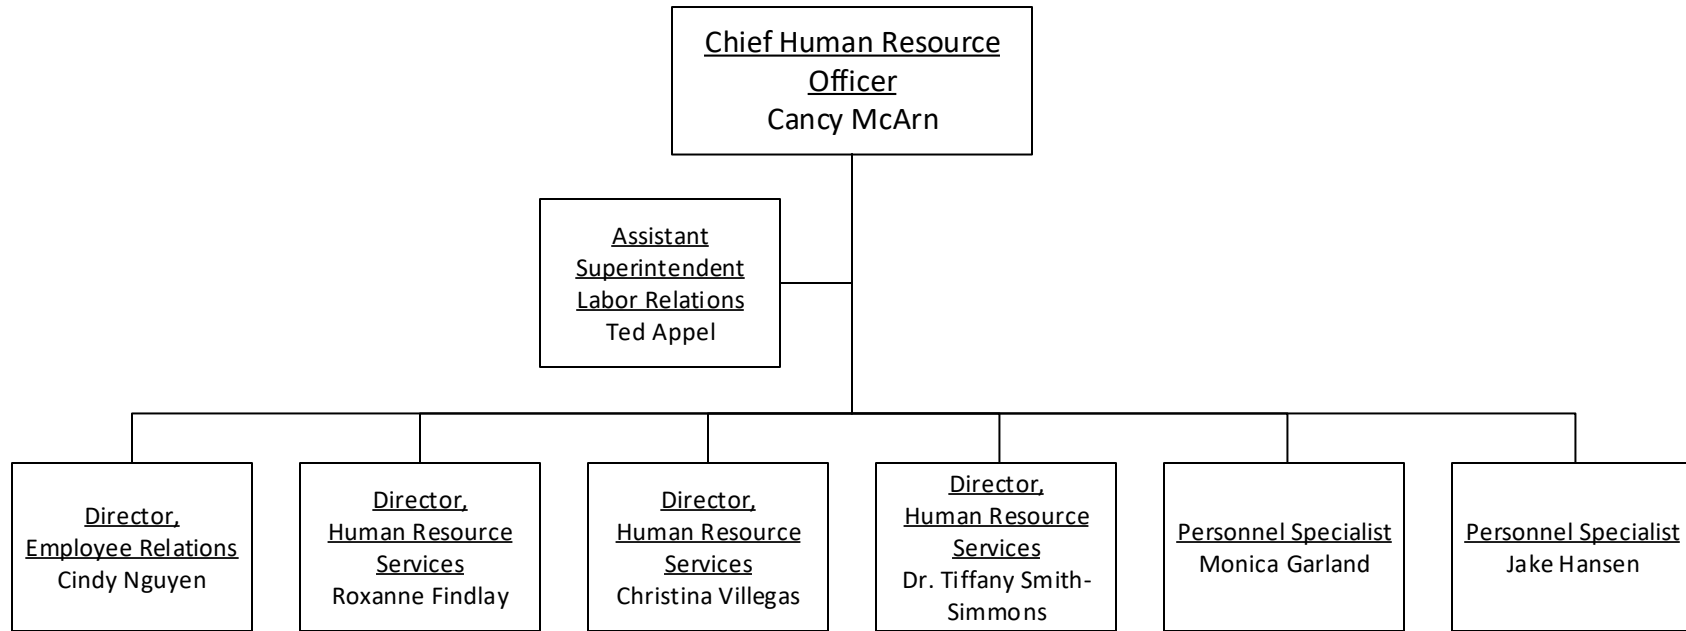 Chief Human Resource
Officer
Cancy McArn
Assistant
Superintendent
Labor Relations
Ted Appel
Director,
Employee Relations
Cindy Nguyen
Director,
Human Resource
Services
Roxanne Findlay
Director,
Human Resource
Services
Christina Villegas
Director,
Human Resource
Services
Dr. Tiffany Smith-
Simmons
Personnel Specialist
Monica Garland
Personnel Specialist
Jake Hansen